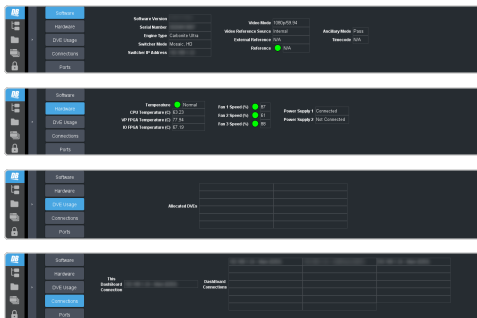 Software
Hardware
DVE Usage
Connections
Ports
Software Version
Serial Number
Engine Type Carbonite Ultra
Switcher Mode Mosaic, HD
Switcher IP Address
Video Mode 1080p/59.94
Video Reference Source Internal
External Reference N/A
Reference N/A
Ancillary Mode Pass
Timecode N/A
Software
Hardware
DVE Usage
Connections
Ports
Temperature Normal
CPU Temperature (C)
VP FPGA Temperature (C) 77.94
IO FPGA Temperature (C) 67.19
Fan 1 Speed (%)
Fan 2 Speed (%)
Fan 3 Speed (%)
Power Supply 1 Connected
Power Supply 2 Not Connected
Software
Hardware
DVE Usage
Connections
Ports
Allocated DVEs
Software
Hardware
DVE Usage
Connections
Ports
This
DashBoard
Connection
DashBoard
Connections